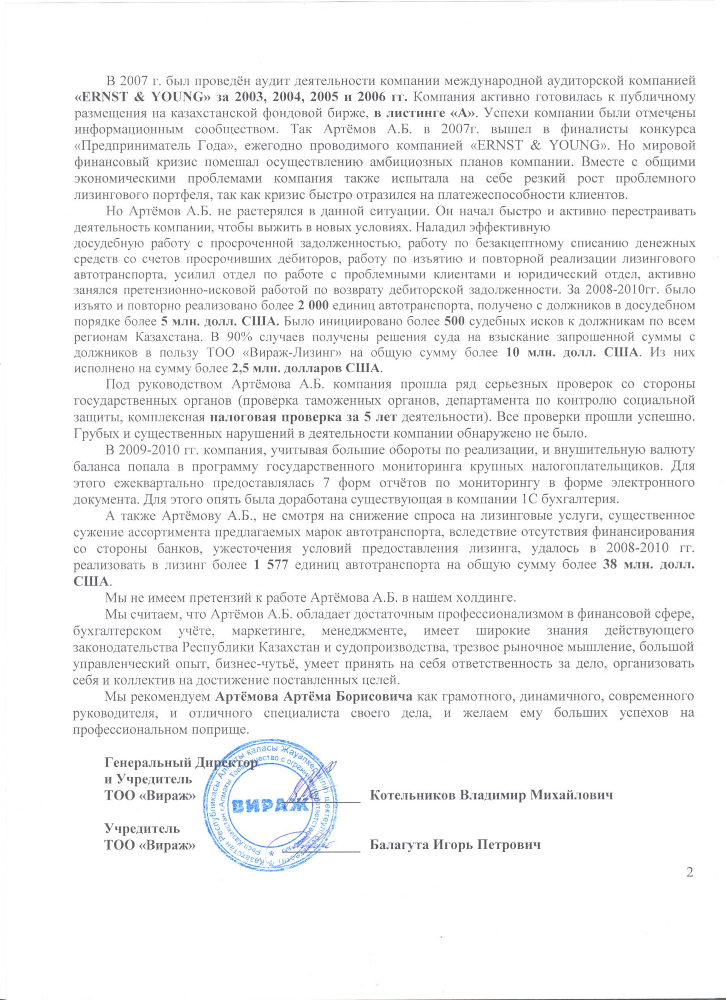 В 2007 г. был проведён аудит деятельности компании международной аудиторской компанией
«ERNST & YOUNG» за 2003, 2004, 2005 и 2006 гг. Компания активно готовилась к публичному
размещения на казахстанской фондовой бирже, в листинге «А». Успехи компании были отмечены
информационным сообществом. Так Артёмов А.Б. в 2007г. вышел в финалисты конкурса
«Предприниматель Года», ежегодно проводимого компанией «ERNST & YOUNG». Но мировой
финансовый кризис помешал осуществлению амбициозных планов компании. Вместе с общими
экономическими проблемами компания также испытала на себе резкий рост проблемного
лизингового портфеля, так как кризис быстро отразился на платежеспособности клиентов.
Но Артёмов А.Б. не растерялся в данной ситуации. Он начал быстро и активно перестраивать
деятельность компании, чтобы выжить в новых условиях. Наладил эффективную
досудебную работу с просроченной задолженностью, работу по безакцептному списанию денежных
средств со счетов просрочивших дебиторов, работу по изъятию и повторной реализации лизингового
автотранспорта, усилил отдел по работе с проблемными клиентами и юридический отдел, активно
занялся претензионно-исковой работой по возврату дебиторской задолженности. За 2008-2010гг. было
изъято и повторно реализовано более 2 000 единиц автотранспорта, получено с должников в досудебном
порядке более 5 млн. долл. США. Было инициировано более 500 судебных исков к должникам по всем
регионам Казахстана. В 90% случаев получены решения суда на взыскание запрошенной суммы с
должников в пользу ТОО «Вираж-Лизинг» на общую сумму более 10 млн. долл. США. Из них
исполнено на сумму более 2,5 млн. долларов США.
Под руководством Артёмова А.Б. компания прошла ряд серьезных проверок со стороны
государственных органов (проверка таможенных органов, департамента по контролю социальной
защиты, комплексная налоговая проверка за 5 лет деятельности). Все проверки прошли успешно.
Грубых и существенных нарушений в деятельности компании обнаружено не было.
В 2009-2010 гг. компания, учитывая большие обороты по реализации, и внушительную валюту
баланса попала в программу государственного мониторинга крупных налогоплательщиков. Для
этого ежеквартально предоставлялась 7 форм отчётов по мониторингу в форме электронного
документа. Для этого опять была доработана существующая в компании 1С бухгалтерия.
А также Артёмову А.Б., не смотря на снижение спроса на лизинговые услуги, существенное
сужение ассортимента предлагаемых марок автотранспорта, вследствие отсутствия финансирования
со стороны банков, ужесточения условий предоставления лизинга, удалось в 2008-2010 гг.
реализовать в лизинг более 1 577 единиц автотранспорта на общую сумму более 38 млн. долл.
США.
Мы не имеем претензий к работе Артёмова А.Б. в нашем холдинге.
Мы считаем, что Артёмов А.Б. обладает достаточным профессионализмом в финансовой сфере,
бухгалтерском учёте, маркетинге, менеджменте, имеет широкие знания действующего
законодательства Республики Казахстан и судопроизводства, трезвое рыночное мышление, большой
управленческий опыт, бизнес-чутьё, умеет принять на себя ответственность за дело, организовать
себя и коллектив на достижение поставленных целей.
Мы рекомендуем Артёмова Артёма Борисовича как грамотного, динамичного, современного
руководителя, и отличного специалиста своего дела, и желаем ему больших успехов на
профессиональном поприще.
Генеральный Директор
и Учредитель
ТОО «Вираж» Котельников Владимир Михайлович
Учредитель
ТОО «Вираж» Балагута Игорь Петрович
Қазақстан Республикасы Алматы қаласы Жауапкершілігі шектеулі серіктестігі
Респ.Казахстан г.Алматы Товарищество с ограниченной ответственностью
ВИРАЖ
2